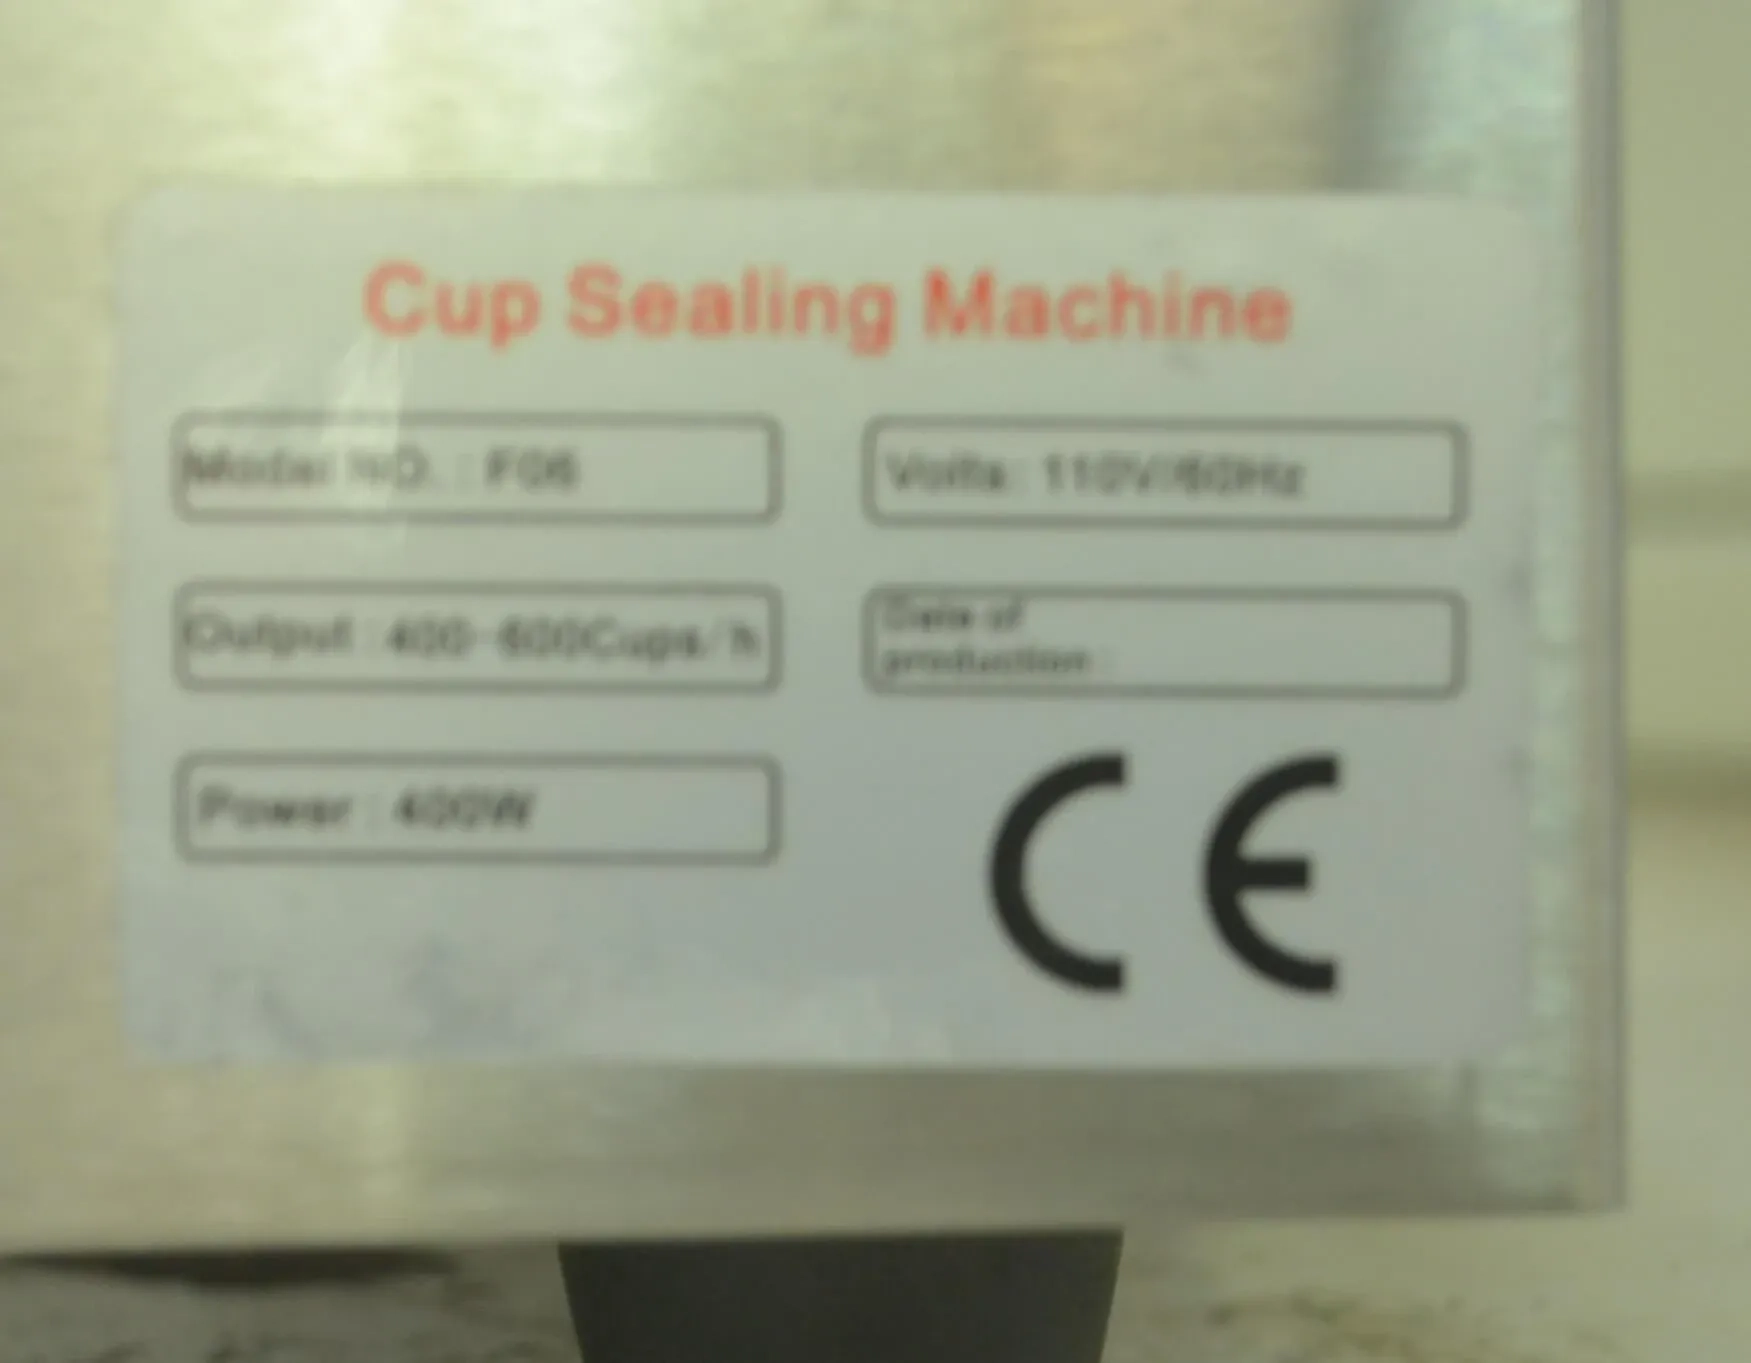 Cup Sealing Machine
Model NO. : F06
Volts: 110V/60Hz
Output : 400-600Cups/h
Date of
production :
Power : 400W
CE